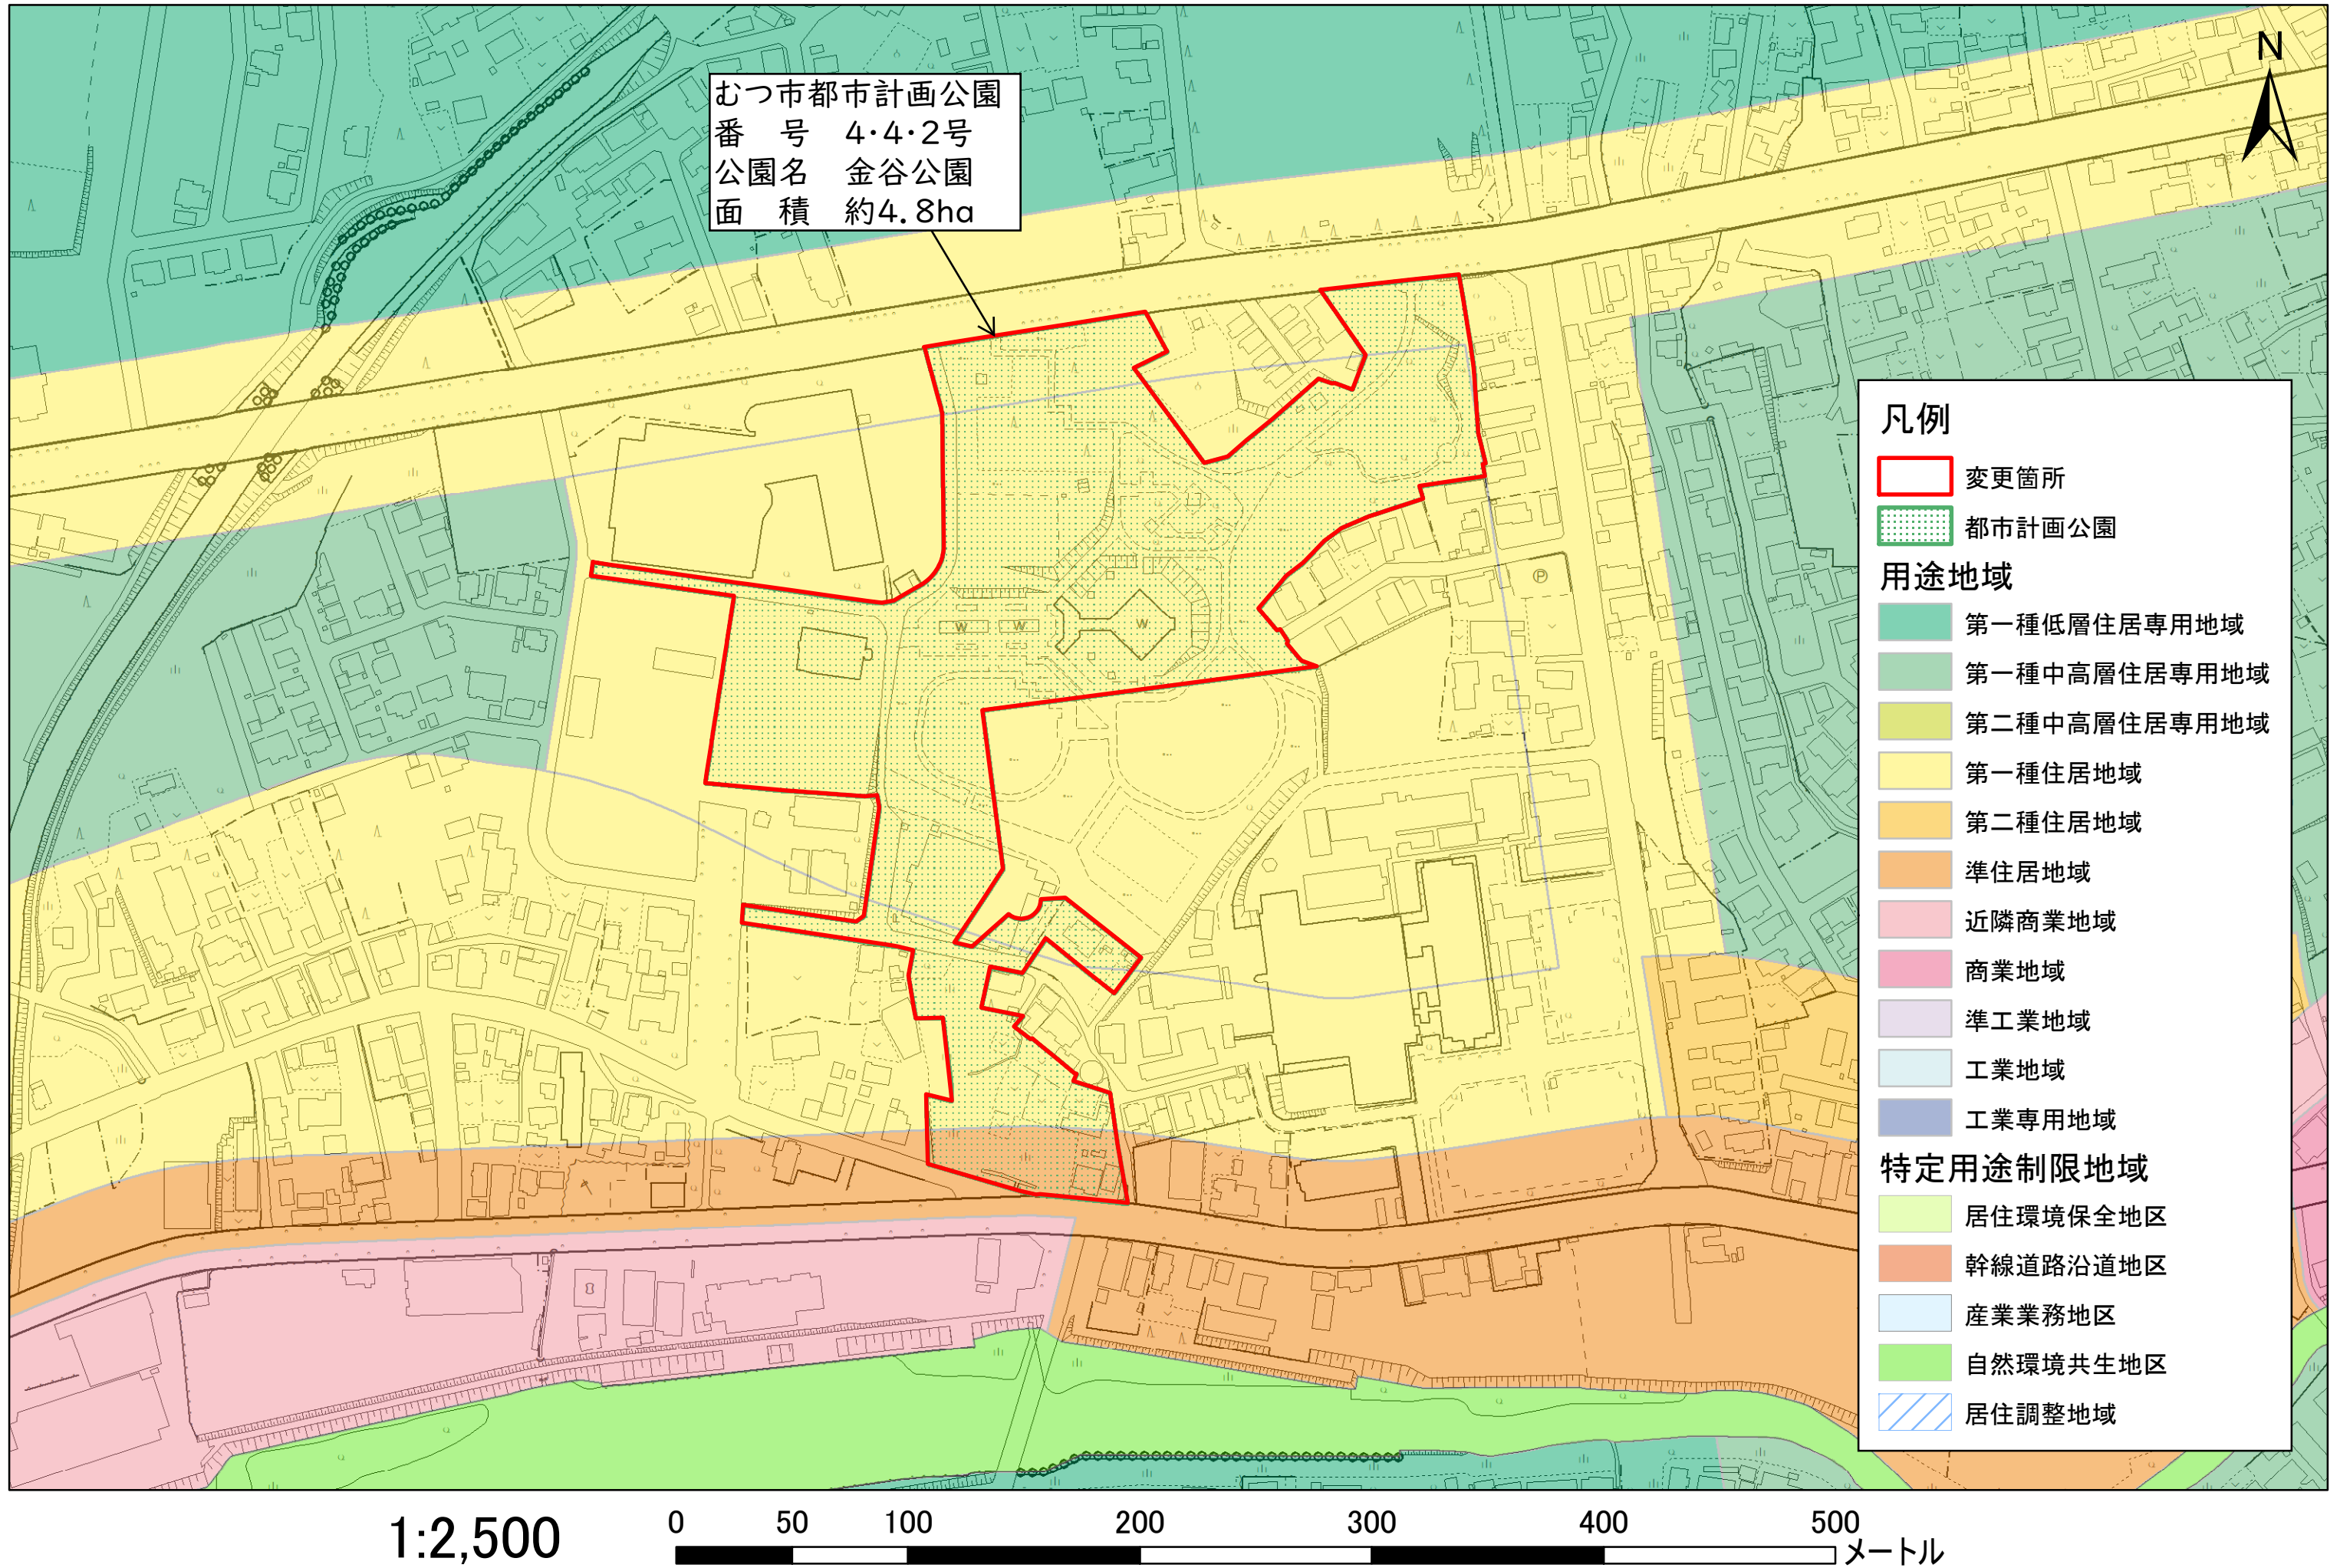 むつ市都市計画公園
番　号　4・4・2号
公園名　金谷公園
面　積　約4.8ha
N
凡例
変更箇所
都市計画公園
用途地域
第一種低層住居専用地域
第一種中高層住居専用地域
第二種中高層住居専用地域
第一種住居地域
第二種住居地域
準住居地域
近隣商業地域
商業地域
準工業地域
工業地域
工業専用地域
特定用途制限地域
居住環境保全地区
幹線道路沿道地区
産業業務地区
自然環境共生地区
居住調整地域
P
W W W
1:2,500
0 50 100 200 300 400 500
メートル